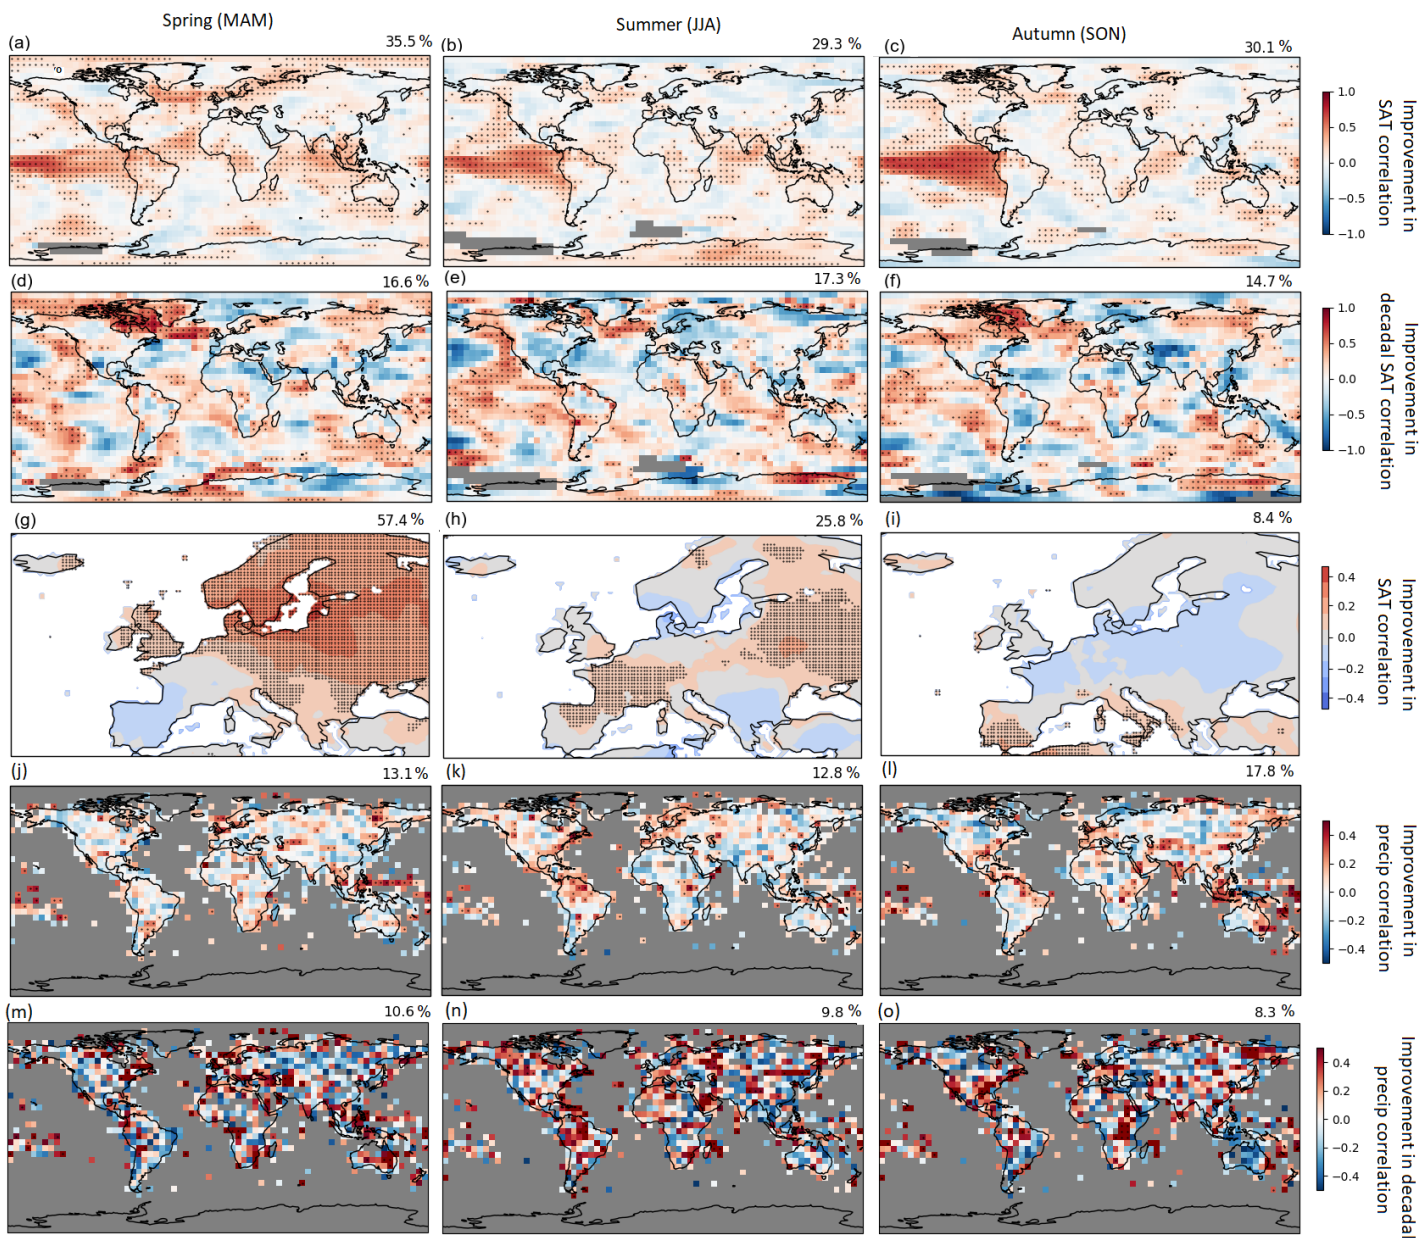 Spring (MAM)
Summer (JJA)
Autumn (SON)
(a)
35.5 %
(b)
29.3 %
(c)
30.1 %
1.0
0.5
0.0
−0.5
−1.0
Improvement in
SAT correlation
(d)
16.6 %
(e)
17.3 %
(f)
14.7 %
1.0
0.5
0.0
−0.5
−1.0
Improvement in
decadal SAT correlation
(g)
57.4 %
(h)
25.8 %
(i)
8.4 %
0.4
0.2
0.0
−0.2
−0.4
Improvement in
SAT correlation
(j)
13.1 %
(k)
12.8 %
(l)
17.8 %
0.4
0.2
0.0
−0.2
−0.4
Improvement in
precip correlation
(m)
10.6 %
(n)
9.8 %
(o)
8.3 %
0.4
0.2
0.0
−0.2
−0.4
Improvement in decadal
precip correlation